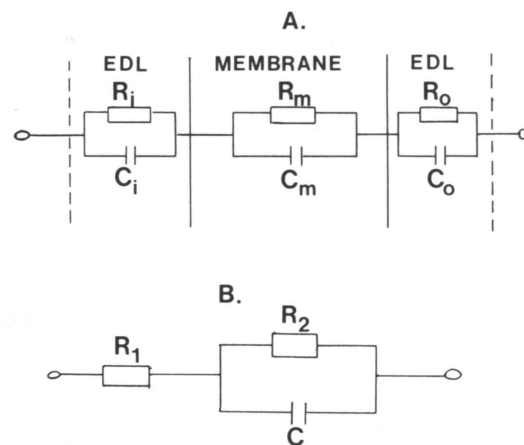 A.
EDL MEMBRANE EDL
Ri Rm Ro
Ci Cm Co
B.
R2
R1
C